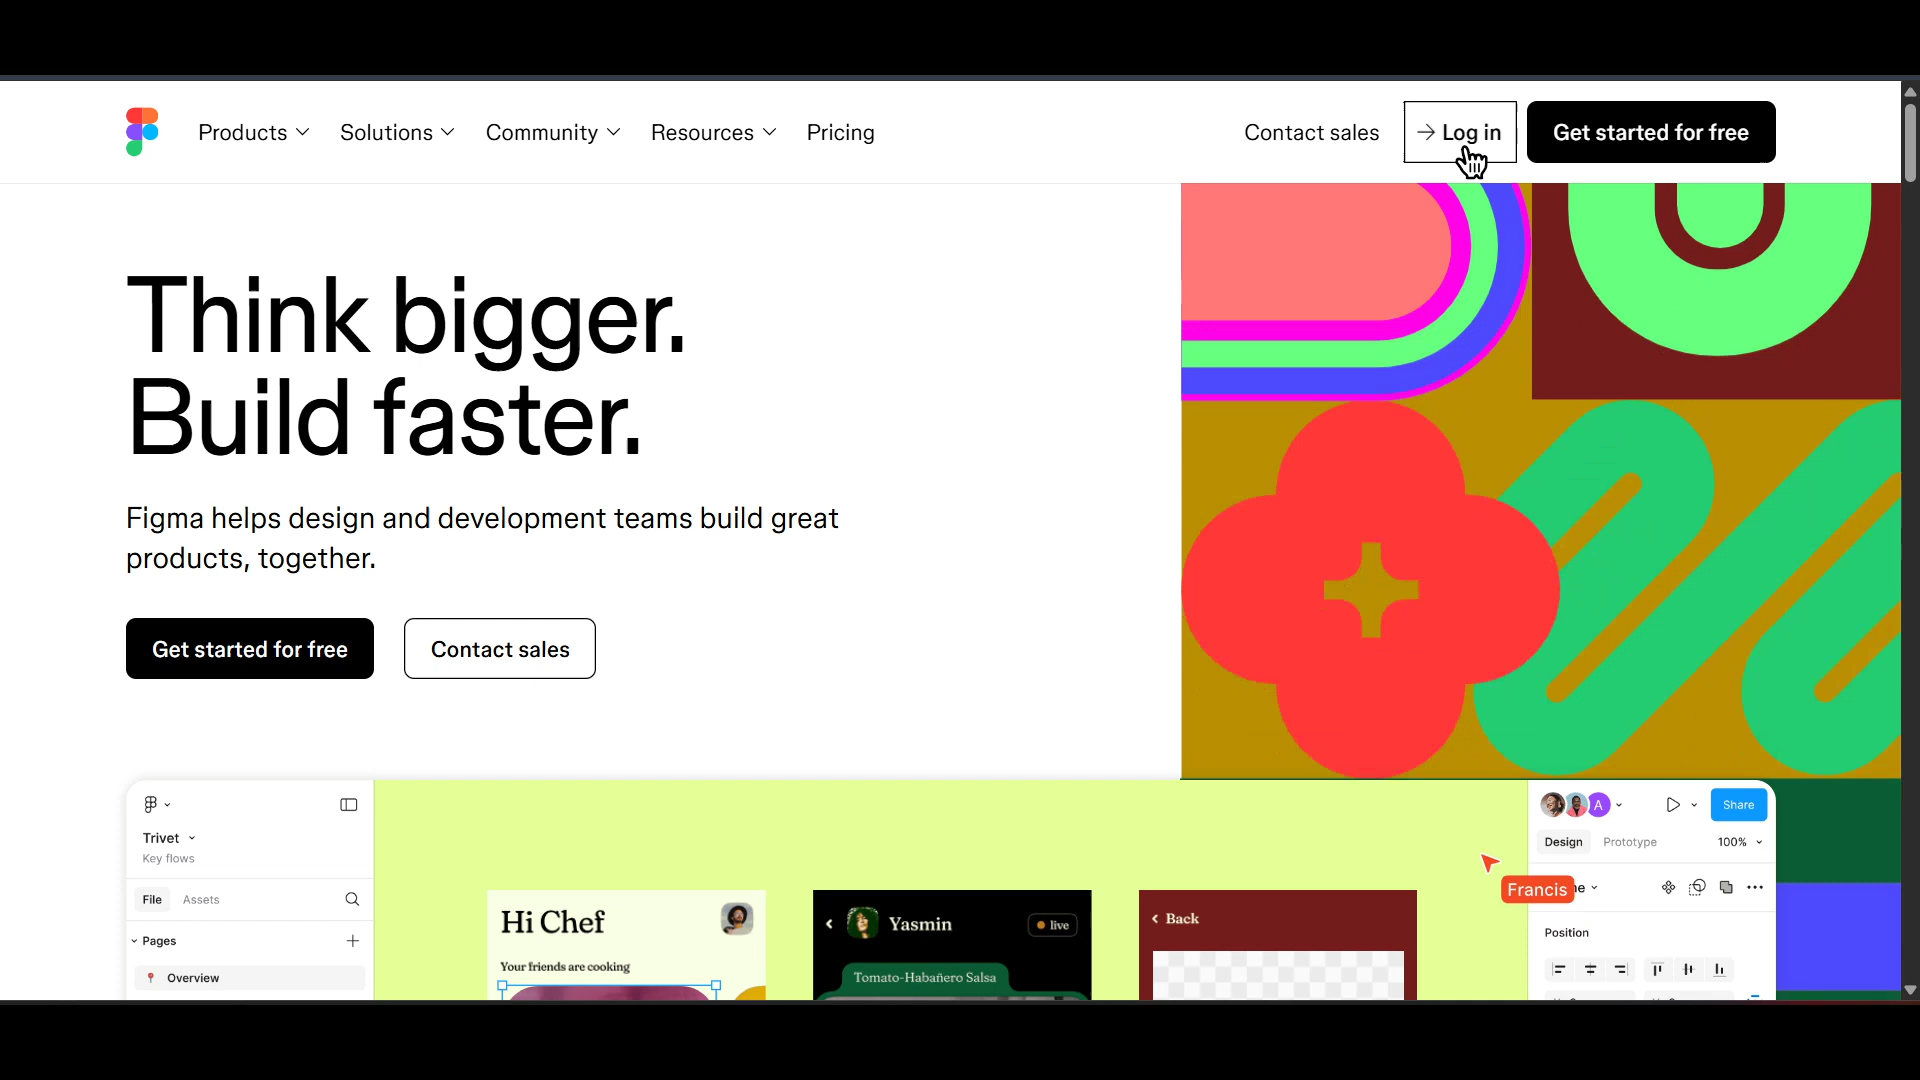 Products
Solutions
Community
Resources
Pricing
Contact sales
Log in
Get started for free
Think bigger.
Build faster.
Figma helps design and development teams build great
products, together.
Get started for free
Contact sales
Trivet
Key flows
File
Assets
Pages
Overview
Hi Chef
Your friends are cooking
Yasmin
live
Tomato-Habañero Salsa
Back
Francis
A
Share
Design
Prototype
100%
Position